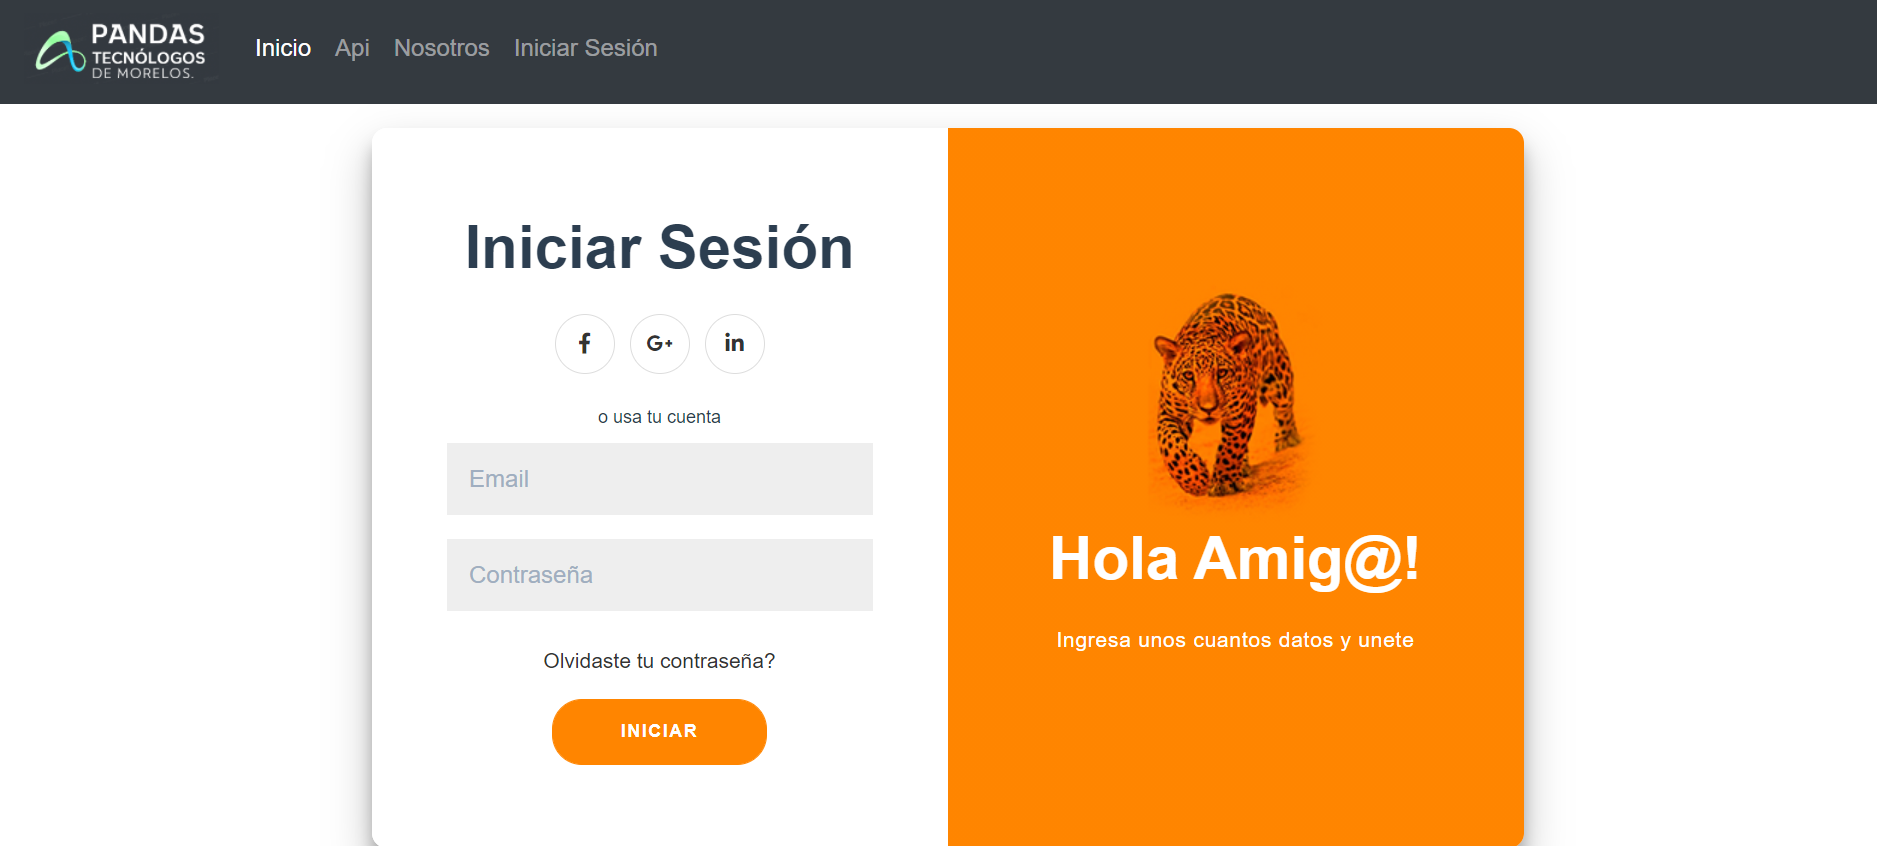 PANDAS
TECNÓLOGOS
DE MORELOS.
Inicio Api Nosotros Iniciar Sesión
Iniciar Sesión
f G+ in
o usa tu cuenta
Email
Contraseña
Olvidaste tu contraseña?
INICIAR
Hola Amig@!
Ingresa unos cuantos datos y unete